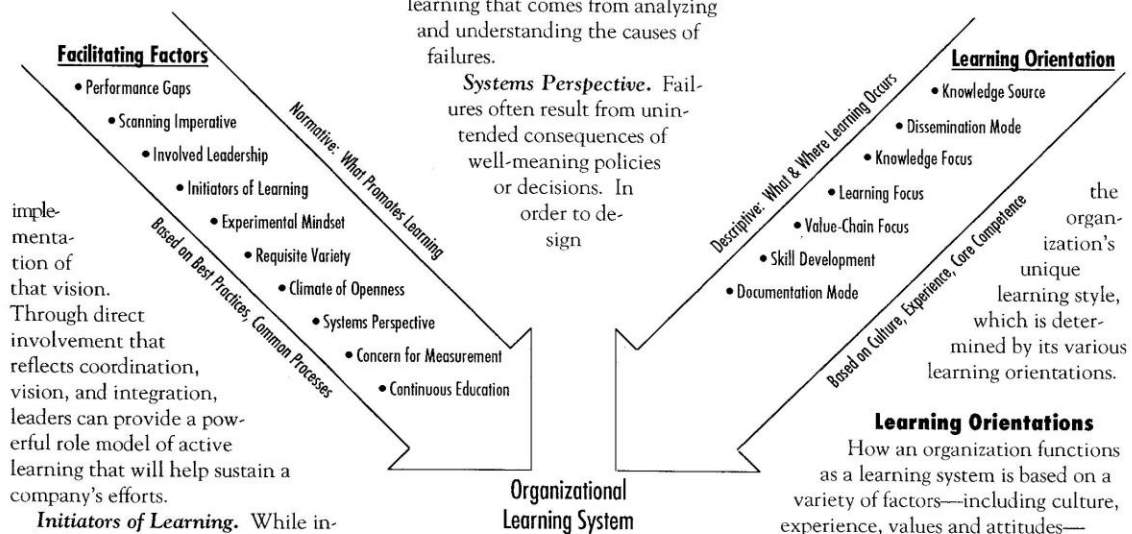 learning that comes from analyzing
and understanding the causes of
failures.
Systems Perspective. Fail-
ures often result from unin-
tended consequences of
well-meaning policies
or decisions. In
order to de-
sign
Facilitating Factors
• Performance Gaps
• Scanning Imperative
• Involved Leadership
• Initiators of Learning
• Experimental Mindset
• Requisite Variety
• Climate of Openness
• Systems Perspective
• Concern for Measurement
• Continuous Education
Normative: What Promotes Learning
Based on Best Practices, Common Processes
Learning Orientation
• Knowledge Source
• Dissemination Mode
• Knowledge Focus
• Learning Focus
• Value-Chain Focus
• Skill Development
• Documentation Mode
Descriptive: What & Where Learning Occurs
Based on Culture, Experience, Core Competence
Organizational
Learning System
imple-
menta-
tion of
that vision.
Through direct
involvement that
reflects coordination,
vision, and integration,
leaders can provide a pow-
erful role model of active
learning that will help sustain a
company's efforts.
Initiators of Learning. While in-
the
organ-
ization's
unique
learning style,
which is deter-
mined by its various
learning orientations.
Learning Orientations
How an organization functions
as a learning system is based on a
variety of factors—including culture,
experience, values and attitudes—